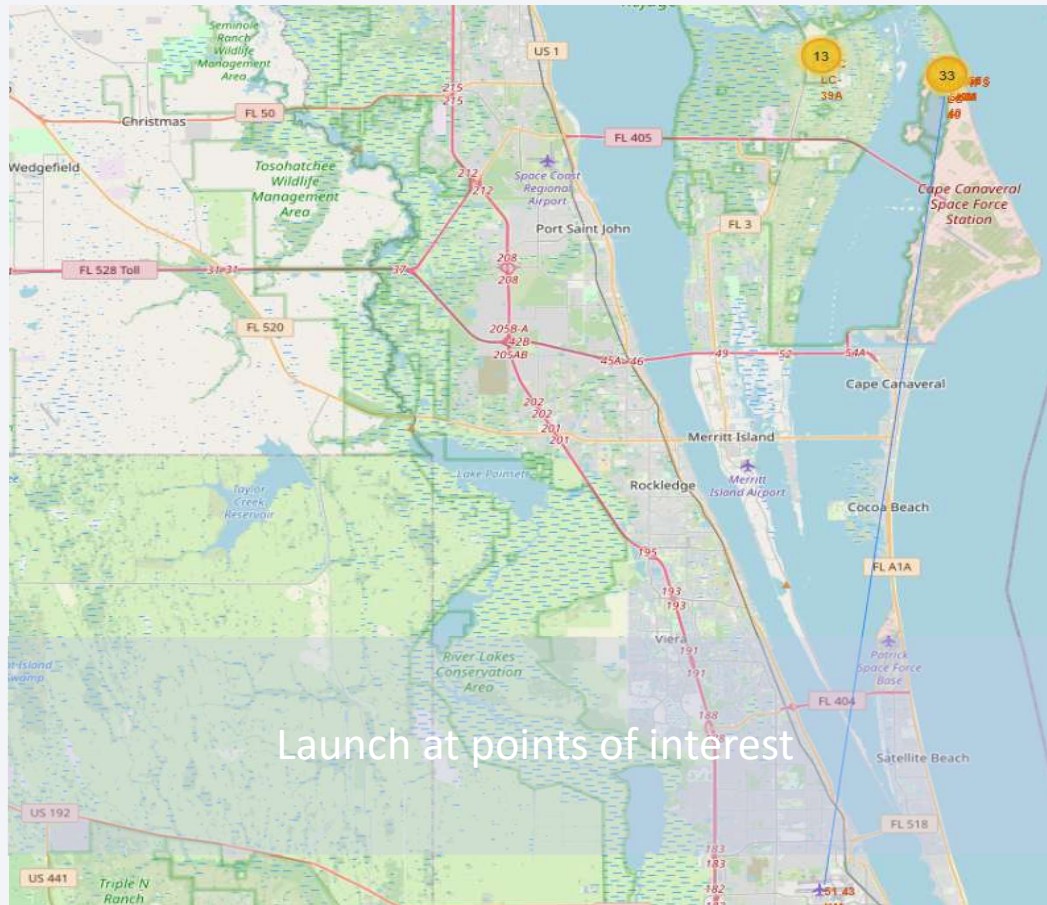 Seminole
Ranch
Wildlife
Management
Area
US 1
13
33
LC-
39A
40
215
215
FL 50
Christmas
FL 405
Wedgefield
Tosohatchee
Wildlife
Management
Area
212
212
Space Coast
Regional
Airport
Cape Canaveral
Space Force
Station
Port Saint John
FL 3
FL 528 Toll
31 31
37
208
208
FL 520
205B-A
42B
205AB
45A
46
49
52
54A
Cape Canaveral
202
202
201
201
Merritt Island
Merritt
Island Airport
Lake Poinsett
Rockledge
Taylor
Creek
Reservoir
Cocoa Beach
195
FL A1A
193
193
Viera
191
191
Patrick
Space Force
Base
River Lakes
Conservation
Area
FL 404
188
Launch at points of interest
Satellite Beach
US 192
FL 518
183
183
US 441
Triple N
Ranch
182
51.43